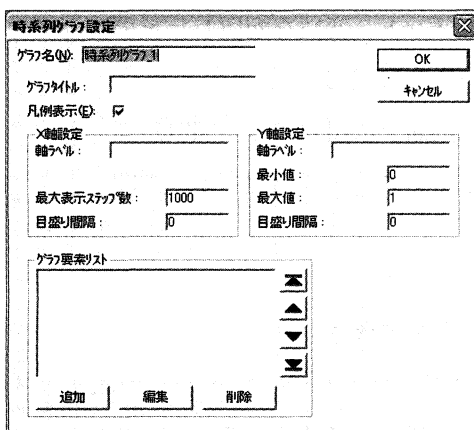 時系列グラフ設定
グラフ名(N): 時系列グラフ_1
OK
グラフタイトル:
キャンセル
凡例表示(E):
X軸設定
軸ラベル:
最大表示ステップ数: 1000
目盛り間隔: 0
Y軸設定
軸ラベル:
最小値: 0
最大値: 1
目盛り間隔: 0
グラフ要素リスト
追加 編集 削除